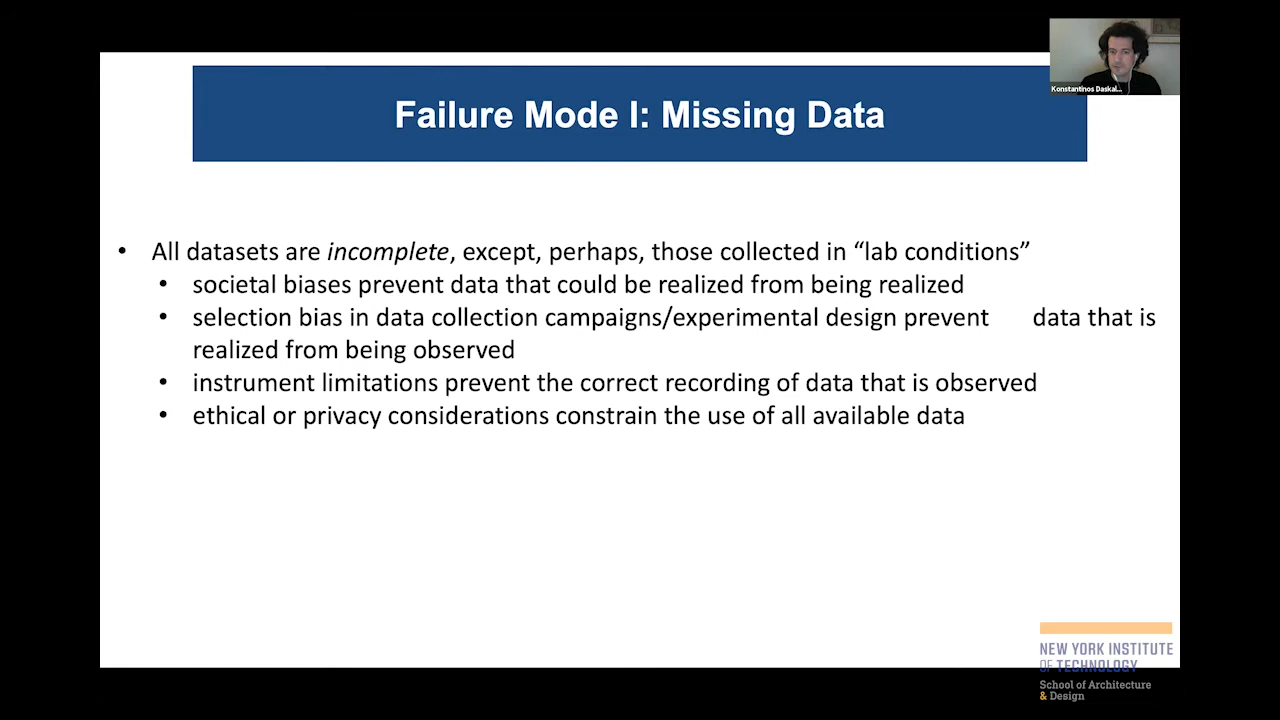 Konstantinos Daskal...
Failure Mode I: Missing Data
• All datasets are incomplete, except, perhaps, those collected in “lab conditions”
• societal biases prevent data that could be realized from being realized
• selection bias in data collection campaigns/experimental design prevent data that is
realized from being observed
• instrument limitations prevent the correct recording of data that is observed
• ethical or privacy considerations constrain the use of all available data
NEW YORK INSTITUTE
OF TECHNOLOGY
School of Architecture
& Design